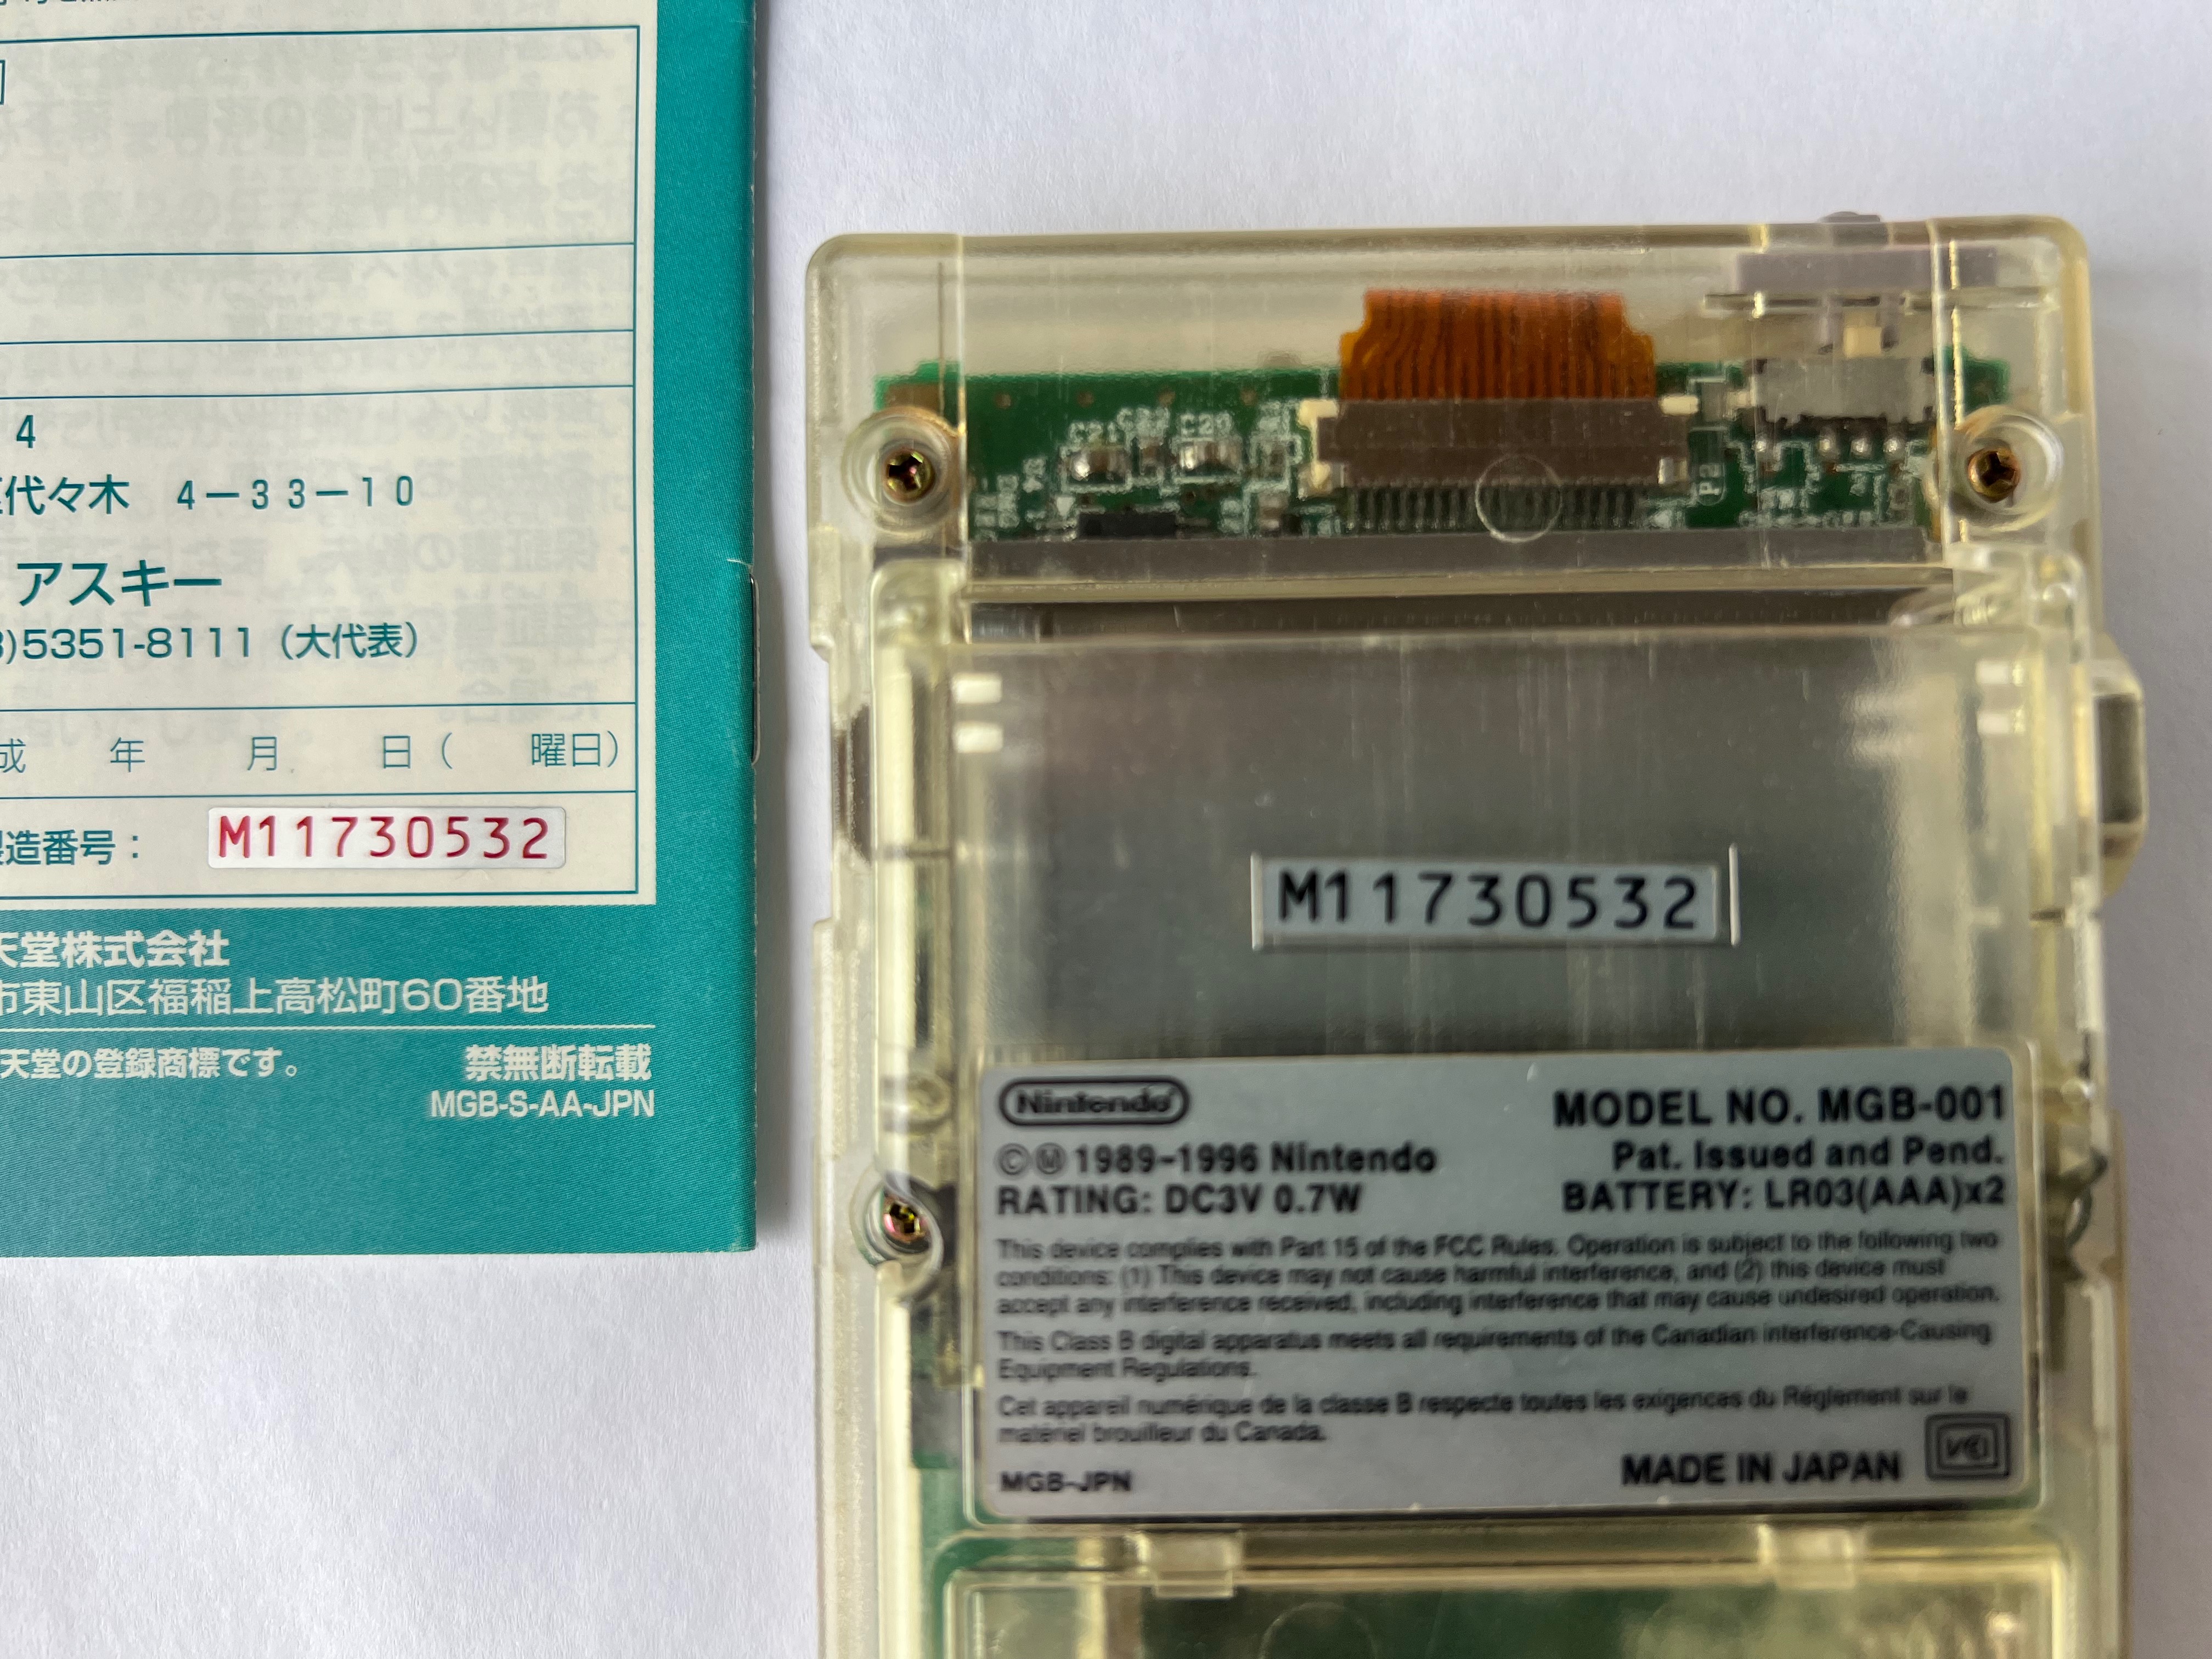 4
代々木 4-33-10
アスキー
)5351-8111（大代表）
成 年 月 日（ 曜日）
造番号： M11730532
天堂株式会社
市東山区福稲上高松町60番地
天堂の登録商標です。 禁無断転載
MGB-S-AA-JPN
C21 C20
P2
M11730532
Nintendo
MODEL NO. MGB-001
©Ⓜ1989-1996 Nintendo
Pat. Issued and Pend.
RATING: DC3V 0.7W
BATTERY: LR03(AAA)x2
This device complies with Part 15 of the FCC Rules. Operation is subject to the following two
conditions: (1) This device may not cause harmful interference, and (2) this device must
accept any interference received, including interference that may cause undesired operation.
This Class B digital apparatus meets all requirements of the Canadian Interference-Causing
Equipment Regulations.
Cet appareil numérique de la classe B respecte toutes les exigences du Règlement sur le
matériel brouilleur du Canada.
MGB-JPN
MADE IN JAPAN